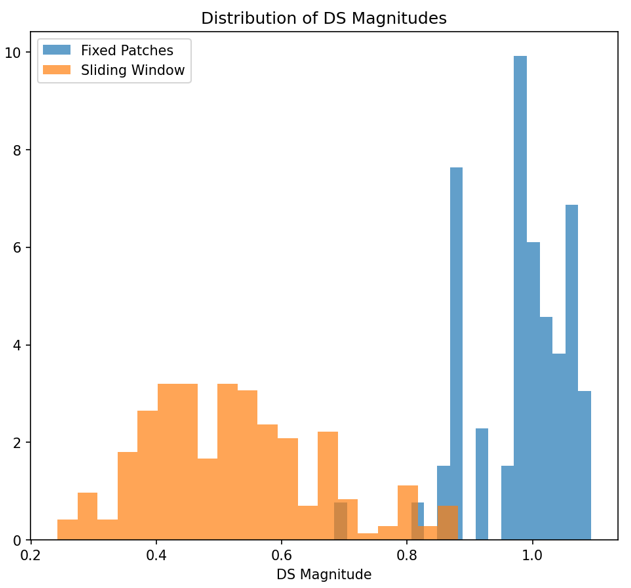 Distribution of DS Magnitudes
Fixed Patches
Sliding Window
10
8
6
4
2
0
0.2 0.4 0.6 0.8 1.0
DS Magnitude